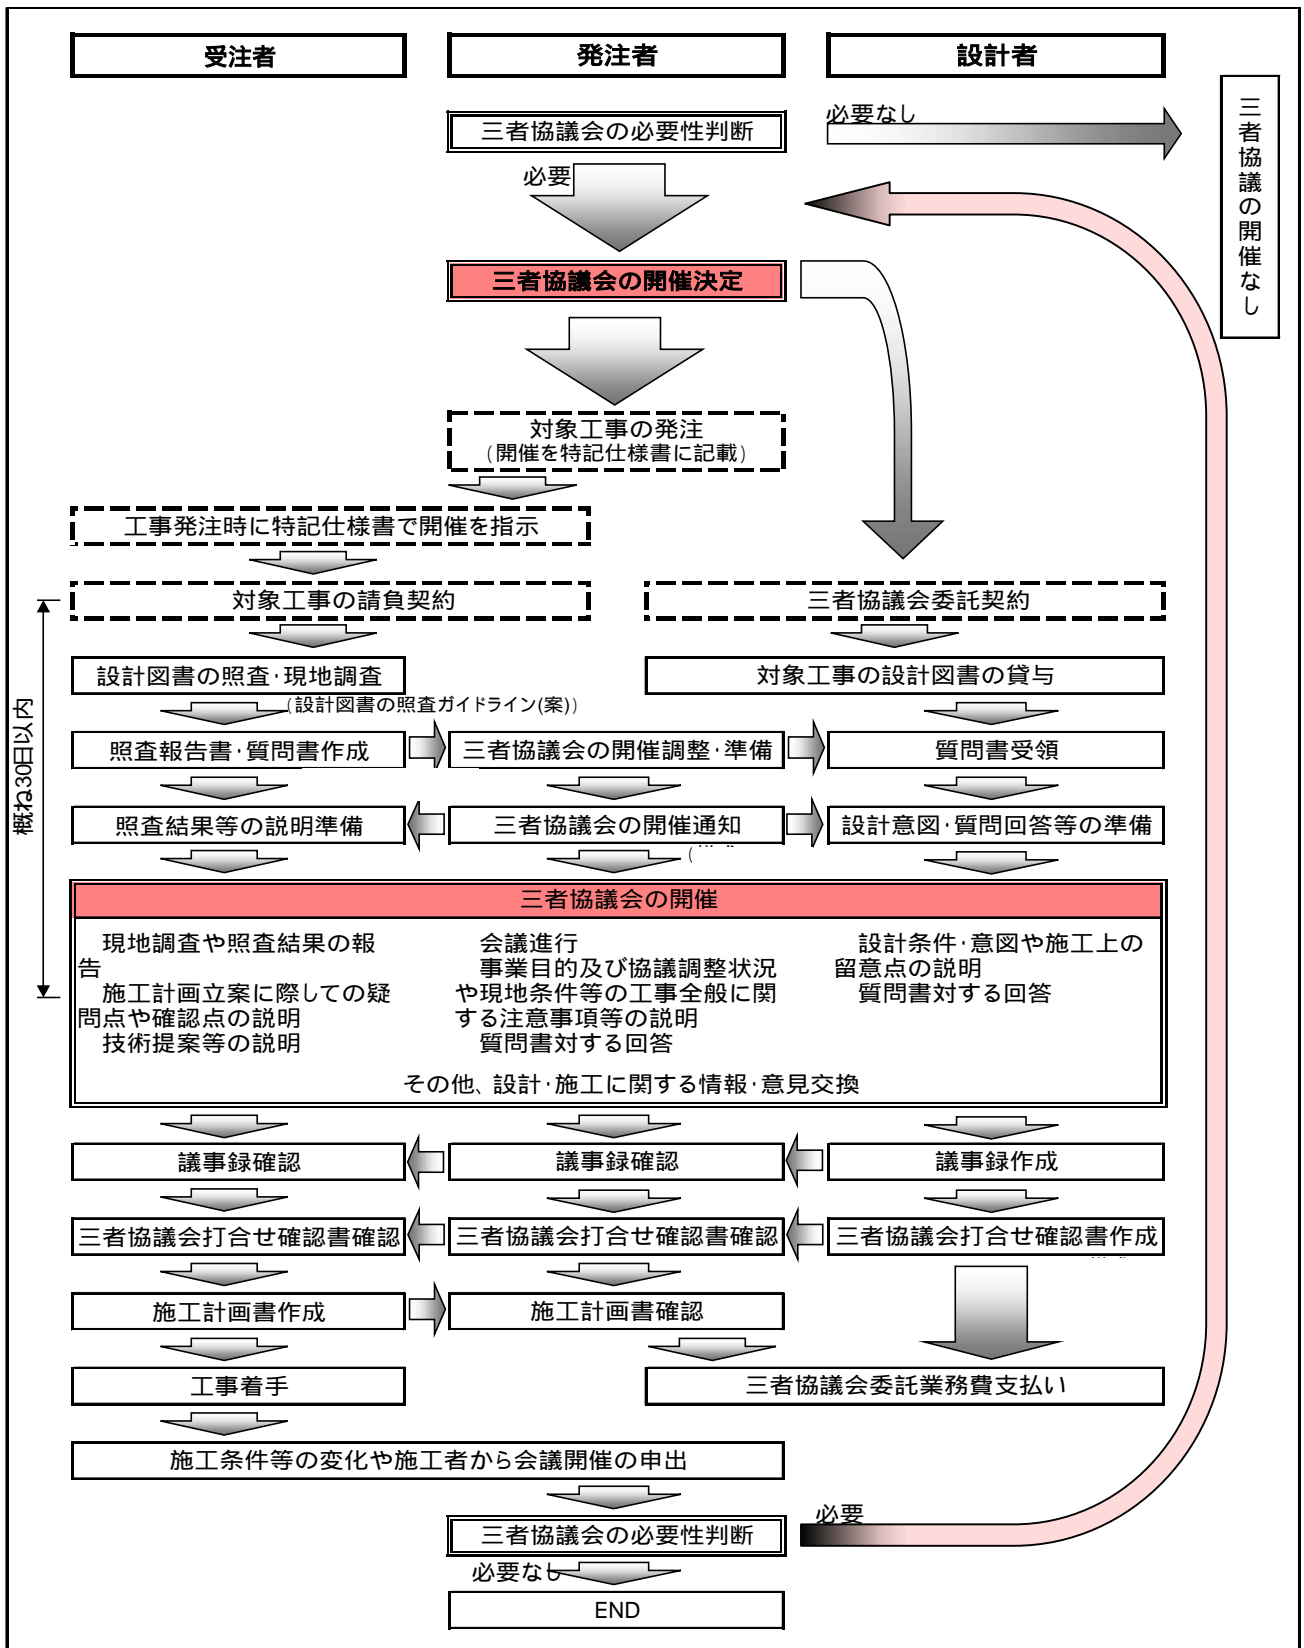 受注者
発注者
設計者
三者協議会の必要性判断
必要なし
三者協議の開催なし
必要
三者協議会の開催決定
対象工事の発注
(開催を特記仕様書に記載)
工事発注時に特記仕様書で開催を指示
対象工事の請負契約
三者協議会委託契約
設計図書の照査・現地調査
対象工事の設計図書の貸与
(設計図書の照査ガイドライン(案))
概ね30日以内
照査報告書・質問書作成
三者協議会の開催調整・準備
質問書受領
照査結果等の説明準備
三者協議会の開催通知
設計意図・質問回答等の準備
三者協議会の開催
現地調査や照査結果の報
告
施工計画立案に際しての疑
問点や確認点の説明
技術提案等の説明
会議進行
事業目的及び協議調整状況
や現地条件等の工事全般に関
する注意事項等の説明
質問書対する回答
設計条件・意図や施工上の
留意点の説明
質問書対する回答
その他、設計・施工に関する情報・意見交換
議事録確認
議事録確認
議事録作成
三者協議会打合せ確認書確認
三者協議会打合せ確認書確認
三者協議会打合せ確認書作成
施工計画書作成
施工計画書確認
工事着手
三者協議会委託業務費支払い
施工条件等の変化や施工者から会議開催の申出
三者協議会の必要性判断
必要
必要なし
END